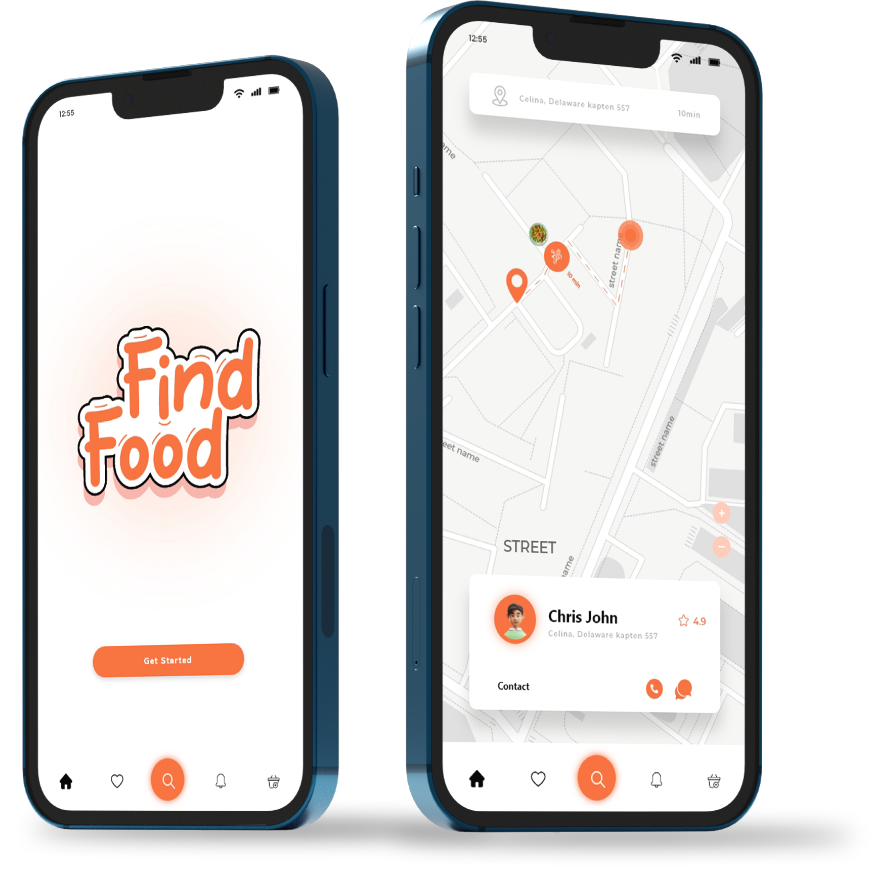 12:55
Find
Food
Get Started
12:55
Celina, Delaware kapten 557
10min
name
street name
10 min
street name
eet name
STREET
name
Chris John
4.9
Celina, Delaware kapten 557
Contact